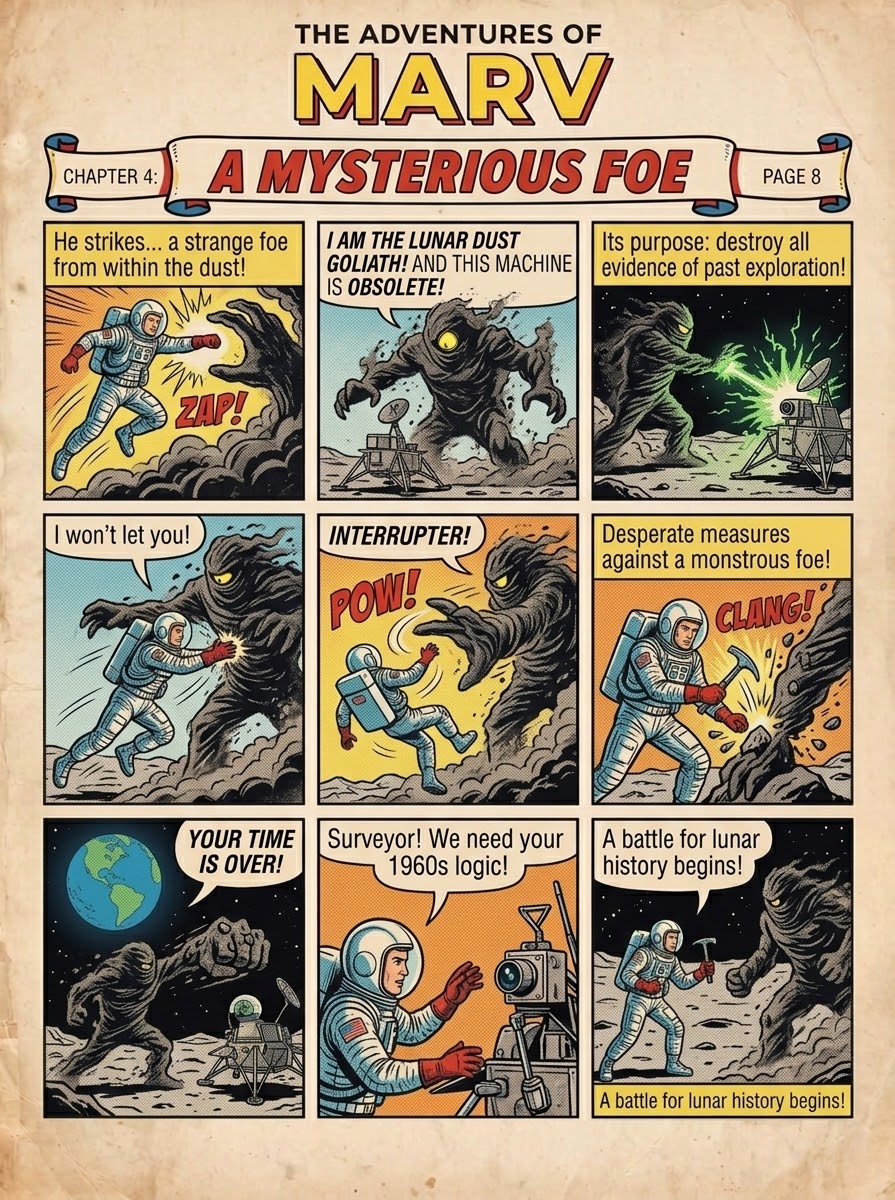 THE ADVENTURES OF
MARV
CHAPTER 4:
A MYSTERIOUS FOE
PAGE 8
He strikes... a strange foe
from within the dust!
ZAP!
I AM THE LUNAR DUST
GOLIATH! AND THIS MACHINE
IS OBSOLETE!
Its purpose: destroy all
evidence of past exploration!
I won't let you!
INTERRUPTER!
POW!
Desperate measures
against a monstrous foe!
CLANG!
YOUR TIME
IS OVER!
Surveyor! We need your
1960s logic!
A battle for lunar
history begins!
A battle for lunar history begins!